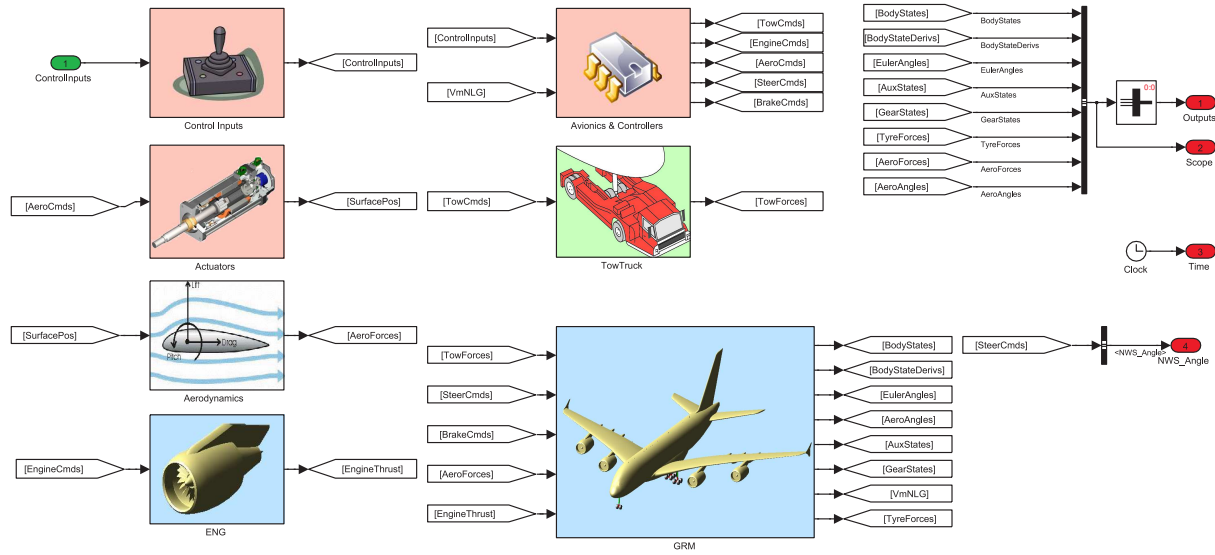 1
ControlInputs
Control Inputs
[ControlInputs]
[ControlInputs]
[VmNLG]
Avionics & Controllers
[TowCmds]
[EngineCmds]
[AeroCmds]
[SteerCmds]
[BrakeCmds]
[BodyStates]
BodyStates
[BodyStateDerivs]
BodyStateDerivs
[EulerAngles]
EulerAngles
[AuxStates]
AuxStates
[GearStates]
GearStates
[TyreForces]
TyreForces
[AeroForces]
AeroForces
[AeroAngles]
AeroAngles
0:0
1
Outputs
2
Scope
[AeroCmds]
Actuators
[SurfacePos]
[TowCmds]
TowTruck
[TowForces]
Clock
3
Time
[SurfacePos]
Lift
Drag
Pitch
Aerodynamics
[AeroForces]
[EngineCmds]
ENG
[EngineThrust]
[TowForces]
[SteerCmds]
[BrakeCmds]
[AeroForces]
[EngineThrust]
GRM
[BodyStates]
[BodyStateDerivs]
[EulerAngles]
[AeroAngles]
[AuxStates]
[GearStates]
[VmNLG]
[TyreForces]
[SteerCmds]
<NWS_Angle>
4
NWS_Angle